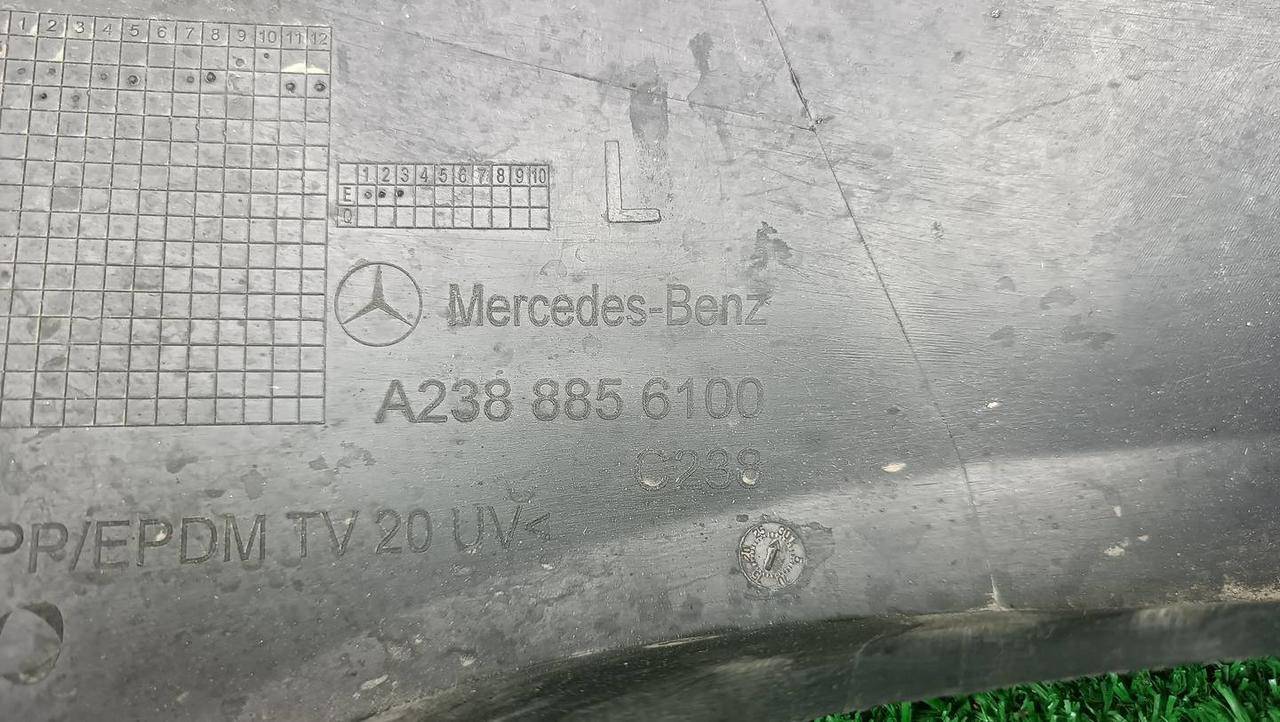 1 2 3 4 5 6 7 8 9 10 11 12
1 2 3 4 5 6 7 8 9 10
E
0
L
Mercedes-Benz
A238 885 6100
C238
PP/EPDM TV 20 UV<